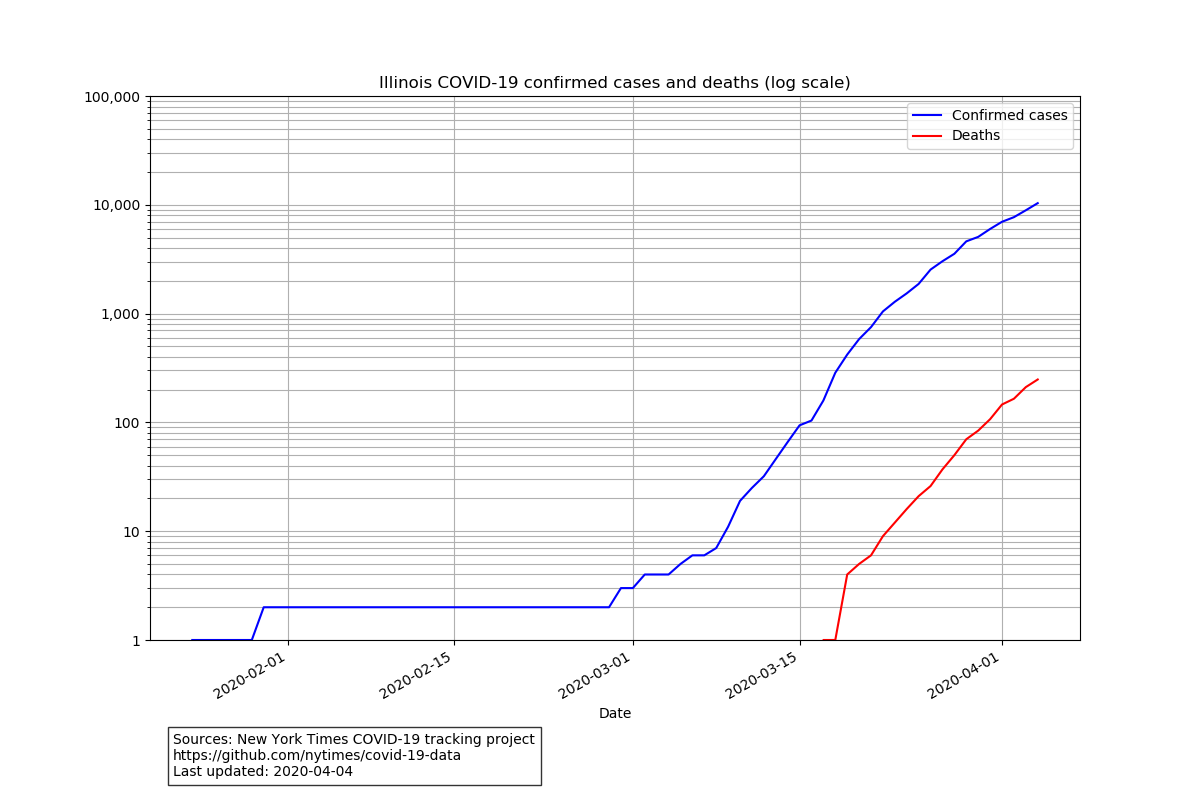 Illinois COVID-19 confirmed cases and deaths (log scale)
100,000
10,000
1,000
100
10
1
Confirmed cases
Deaths
2020-02-01
2020-02-15
2020-03-01
2020-03-15
2020-04-01
Date
Sources: New York Times COVID-19 tracking project
https://github.com/nytimes/covid-19-data
Last updated: 2020-04-04